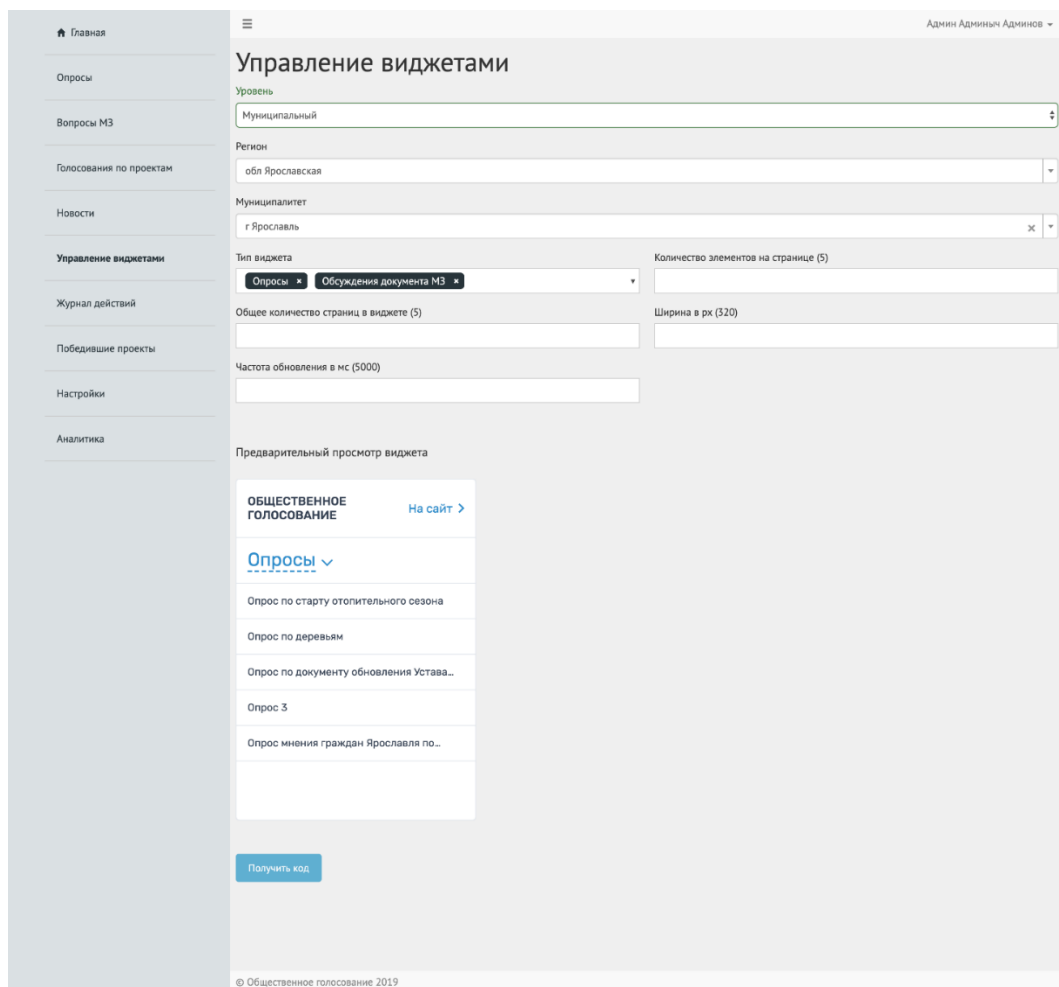 Главная
Опросы
Вопросы МЗ
Голосования по проектам
Новости
Управление виджетами
Журнал действий
Победившие проекты
Настройки
Аналитика
Админ Админыч Админов
Управление виджетами
Уровень
Муниципальный
Регион
обл Ярославская
Муниципалитет
г Ярославль
Тип виджета
Опросы × Обсуждения документа МЗ ×
Количество элементов на странице (5)
Общее количество страниц в виджете (5)
Ширина в px (320)
Частота обновления в мс (5000)
Предварительный просмотр виджета
ОБЩЕСТВЕННОЕ
ГОЛОСОВАНИЕ
На сайт
Опросы
Опрос по старту отопительного сезона
Опрос по деревьям
Опрос по документу обновления Устава...
Опрос 3
Опрос мнения граждан Ярославля по...
Получить код
© Общественное голосование 2019